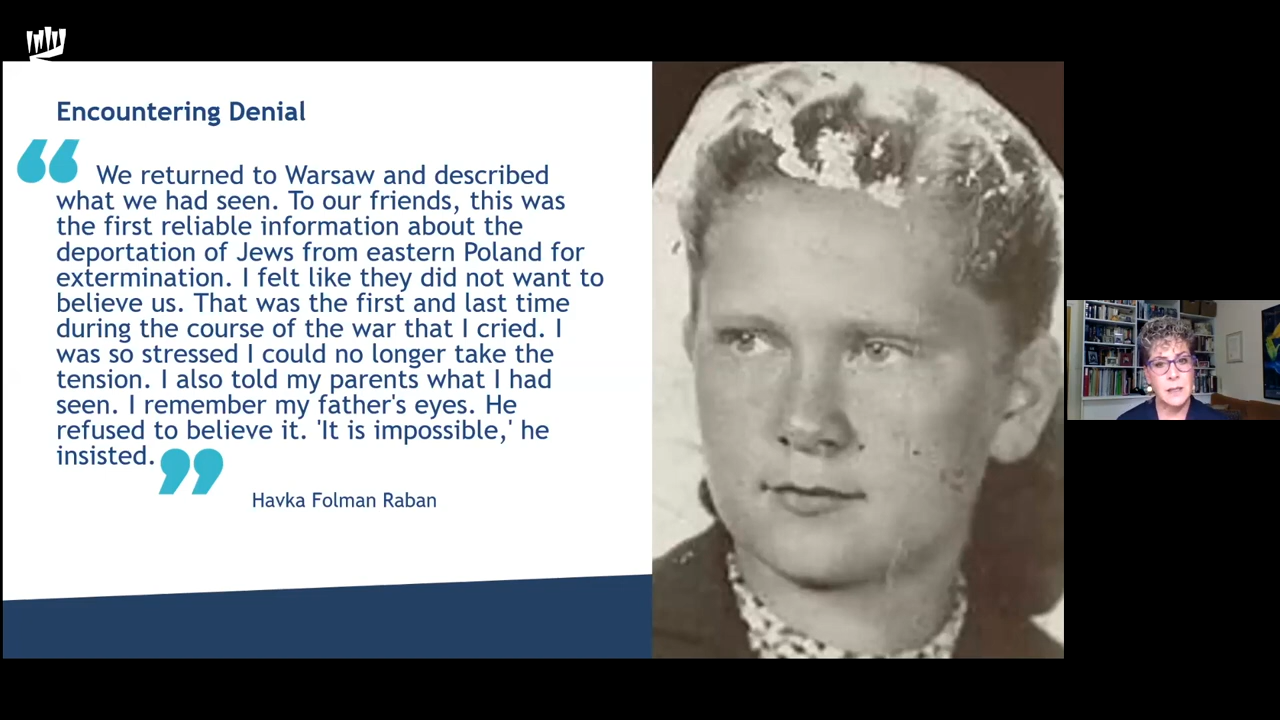 Encountering Denial
“ We returned to Warsaw and described
what we had seen. To our friends, this was
the first reliable information about the
deportation of Jews from eastern Poland for
extermination. I felt like they did not want to
believe us. That was the first and last time
during the course of the war that I cried. I
was so stressed I could no longer take the
tension. I also told my parents what I had
seen. I remember my father's eyes. He
refused to believe it. 'It is impossible,' he
insisted. ”
Havka Folman Raban